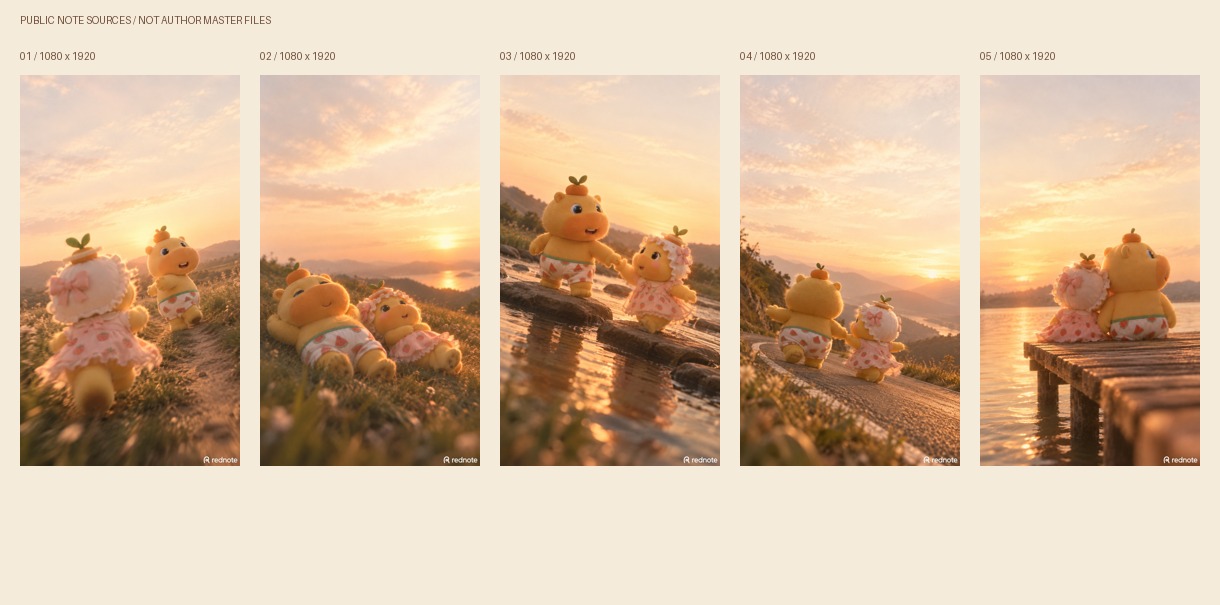 PUBLIC NOTE SOURCES / NOT AUTHOR MASTER FILES
01 / 1080 x 1920
02 / 1080 x 1920
03 / 1080 x 1920
04 / 1080 x 1920
05 / 1080 x 1920
rednote
rednote
rednote
rednote
rednote